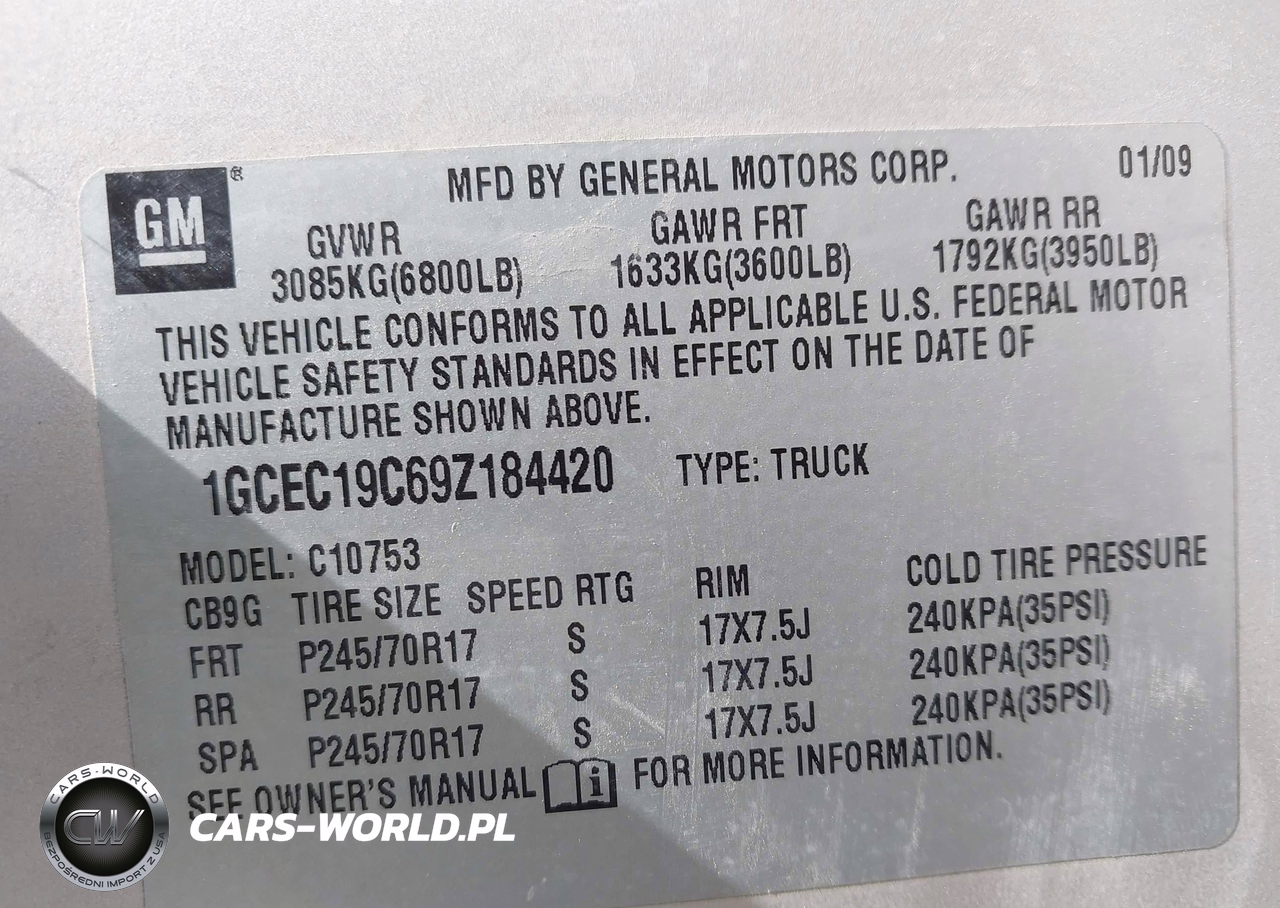 GM ® MFD BY GENERAL MOTORS CORP. 01/09
GVWR GAWR FRT GAWR RR
3085KG(6800LB) 1633KG(3600LB) 1792KG(3950LB)
THIS VEHICLE CONFORMS TO ALL APPLICABLE U.S. FEDERAL MOTOR
VEHICLE SAFETY STANDARDS IN EFFECT ON THE DATE OF
MANUFACTURE SHOWN ABOVE.
1GCEC19C69Z184420 TYPE: TRUCK
MODEL: C10753
CB9G TIRE SIZE SPEED RTG RIM COLD TIRE PRESSURE
FRT P245/70R17 S 17X7.5J 240KPA(35PSI)
RR P245/70R17 S 17X7.5J 240KPA(35PSI)
SPA P245/70R17 S 17X7.5J 240KPA(35PSI)
SEE OWNER'S MANUAL i FOR MORE INFORMATION.
CARS-WORLD
CW
BEZPOŚREDNI IMPORT Z USA
CARS-WORLD.PL